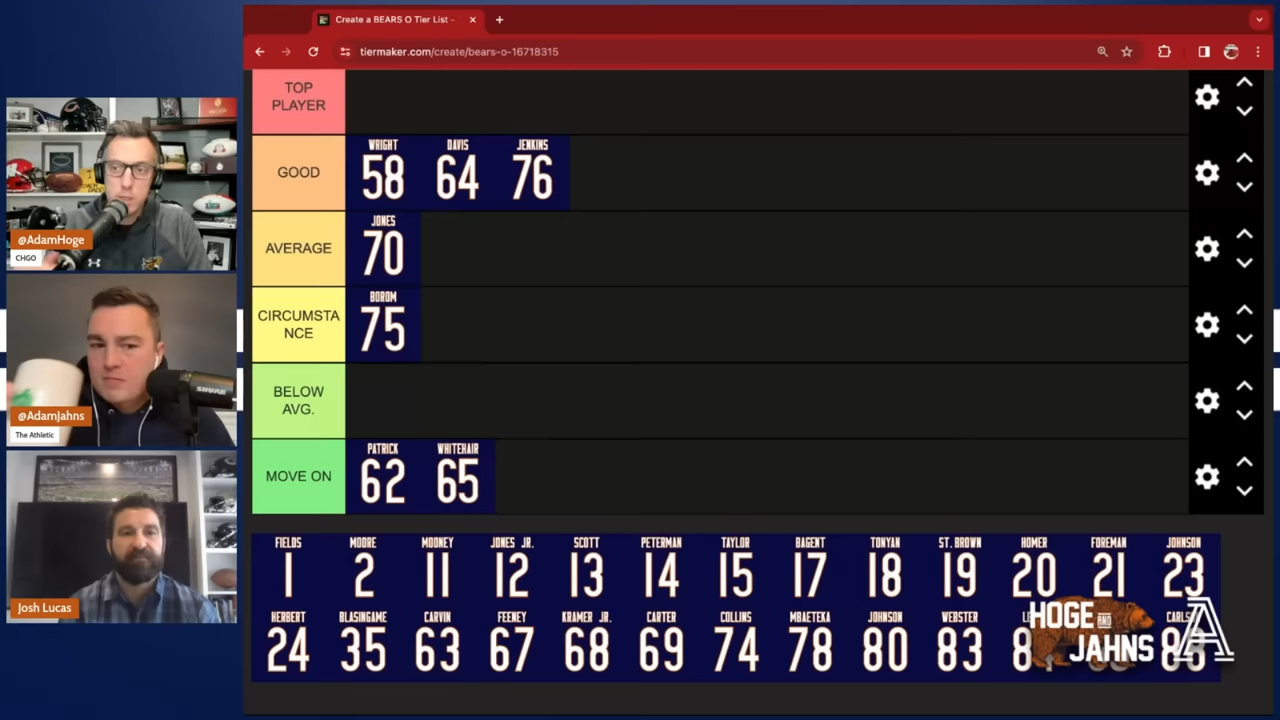 Create a BEARS O Tier List -
tiermaker.com/create/bears-o-16718315
TOP
PLAYER
GOOD
WRIGHT DAVIS JENKINS
58 64 76
AVERAGE
JONES
70
CIRCUMSTA
NCE
BOROM
75
BELOW
AVG.
MOVE ON
PATRICK WHITEHAIR
62 65
FIELDS MOORE MOONEY JONES JR. SCOTT PETERMAN TAYLOR BAGENT TONYAN ST. BROWN HOMER FOREMAN JOHNSON
1 2 11 12 13 14 15 17 18 19 20 21 23
HERBERT BLASINGAME CARVIN FEENEY KRAMER JR. CARTER COLLINS MBAETEKA JOHNSON WEBSTER
24 35 63 67 68 69 74 78 80 83
HOGE AND
JAHNS
A
@AdamHoge
CHGO
@AdamJahns
The Athletic
SHURE
Josh Lucas